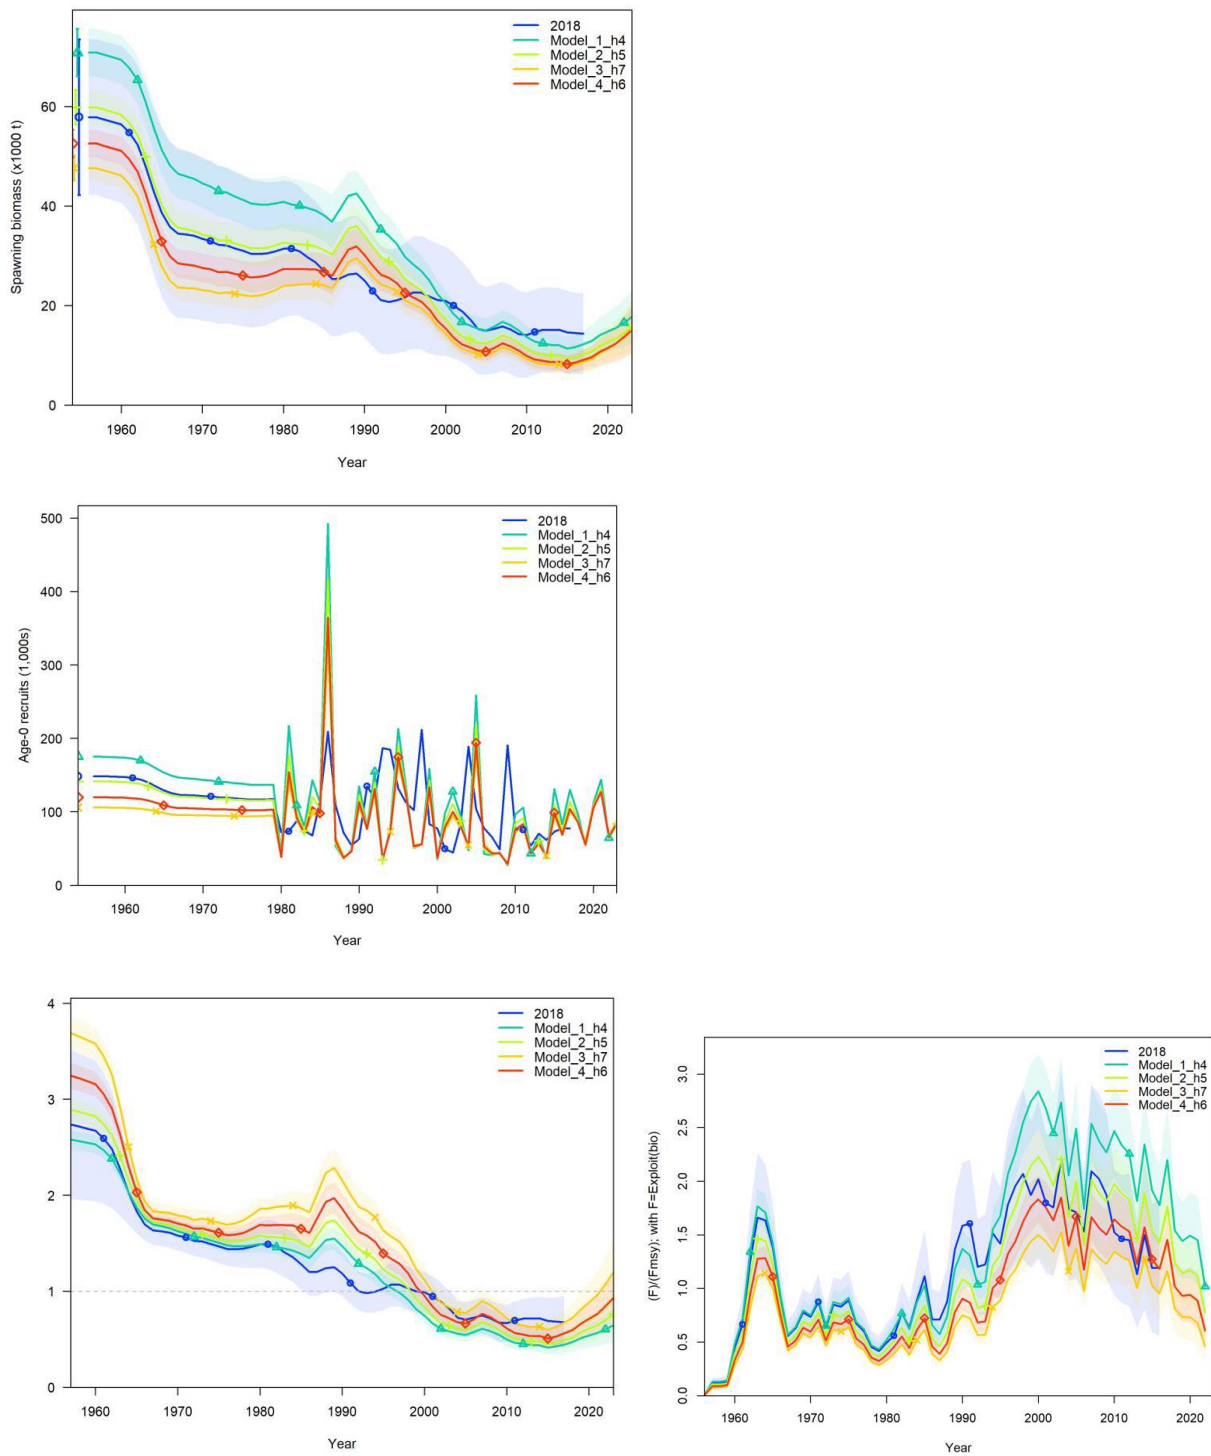 2018
Model_1_h4
Model_2_h5
Model_3_h7
Model_4_h6
Spawning biomass (x1000 t)
60
40
20
0
1960 1970 1980 1990 2000 2010 2020
Year
2018
Model_1_h4
Model_2_h5
Model_3_h7
Model_4_h6
Age-0 recruits (1,000s)
500
400
300
200
100
0
1960 1970 1980 1990 2000 2010 2020
Year
2018
Model_1_h4
Model_2_h5
Model_3_h7
Model_4_h6
4
3
2
1
0
1960 1970 1980 1990 2000 2010 2020
Year
2018
Model_1_h4
Model_2_h5
Model_3_h7
Model_4_h6
(F)/(Fmsy); with F=Exploit(bio)
3.0
2.5
2.0
1.5
1.0
0.5
0.0
1960 1970 1980 1990 2000 2010 2020
Year